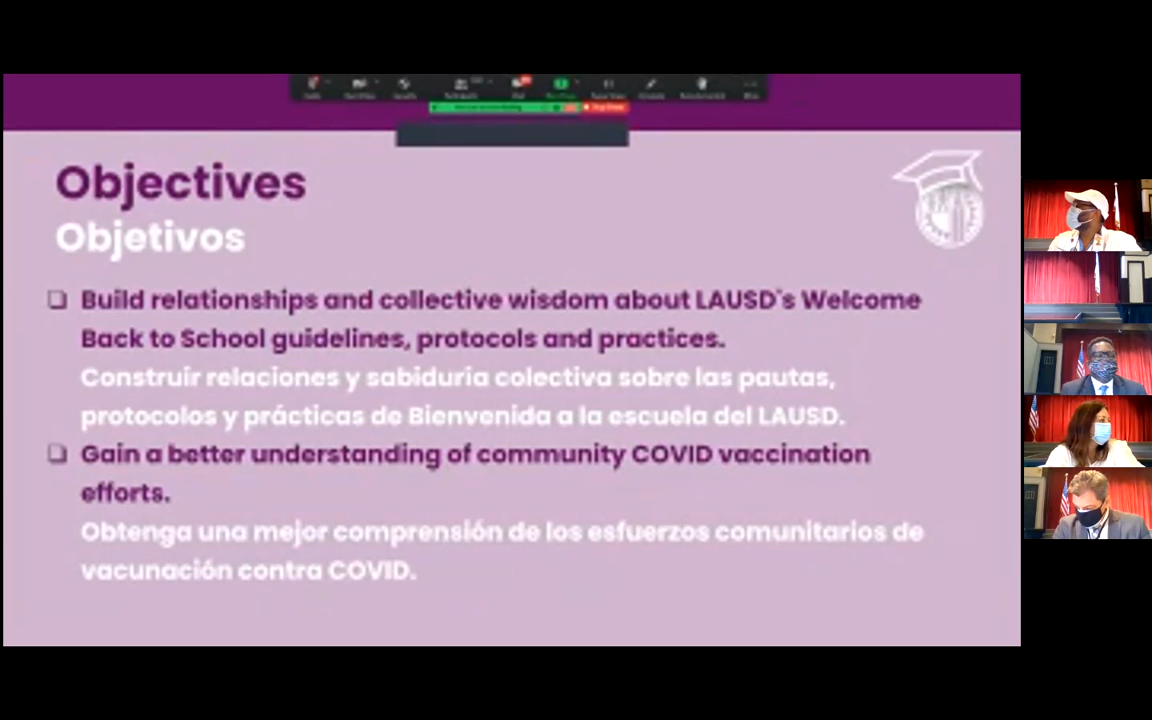 Objectives
Objetivos
Build relationships and collective wisdom about LAUSD's Welcome
Back to School guidelines, protocols and practices.
Construir relaciones y sabiduria colectiva sobre las pautas,
protocolos y prácticas de Bienvenida a la escuela del LAUSD.
Gain a better understanding of community COVID vaccination
efforts.
Obtenga una mejor comprensión de los esfuerzos comunitarios de
vacunación contra COVID.